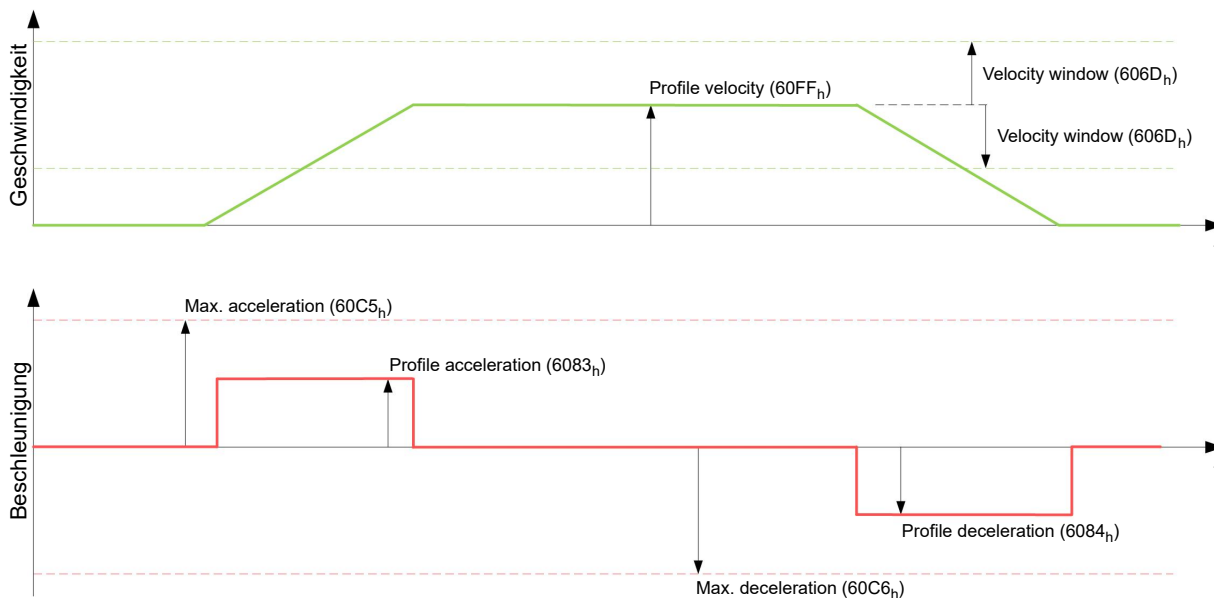 Geschwindigkeit
Velocity window (606Dh)
Profile velocity (60FFh)
Velocity window (606Dh)
Beschleunigung
Max. acceleration (60C5h)
Profile acceleration (6083h)
Profile deceleration (6084h)
Max. deceleration (60C6h)